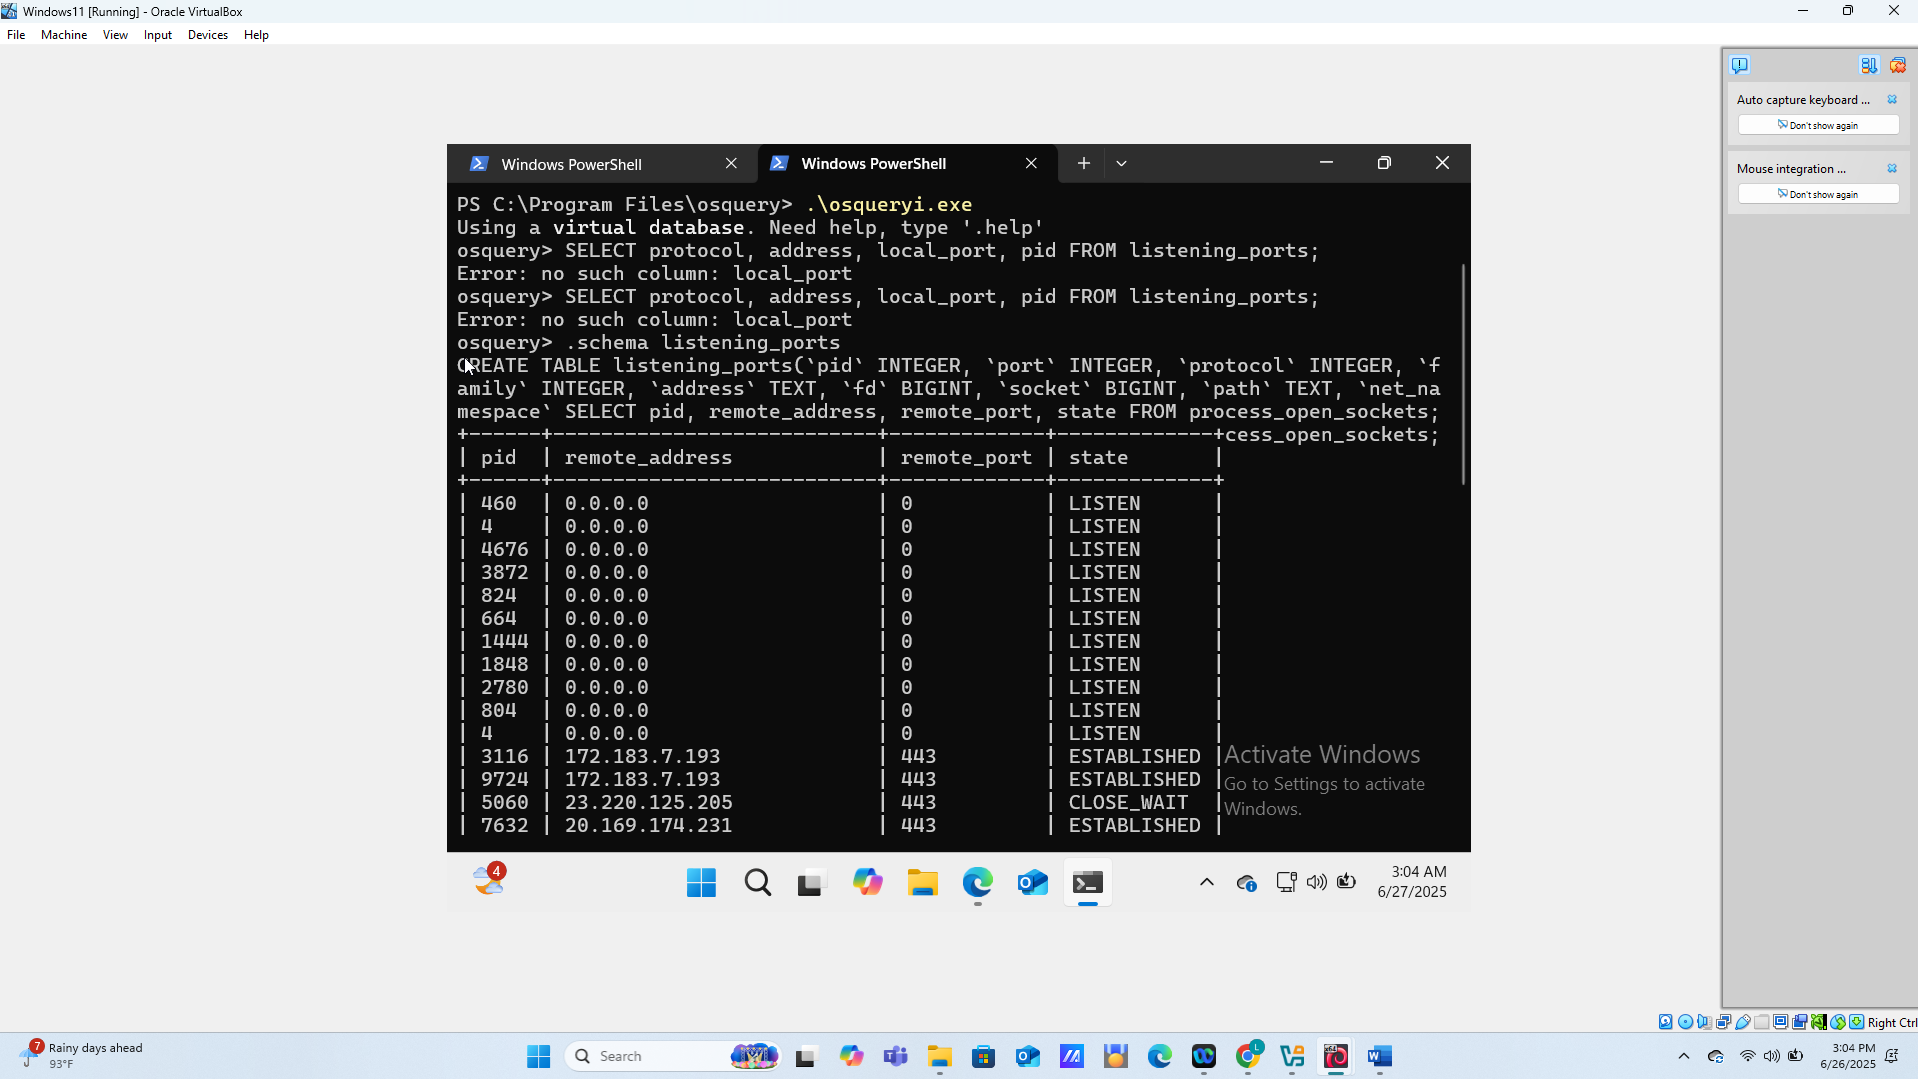 Windows11 [Running] - Oracle VirtualBox
File Machine View Input Devices Help
Auto capture keyboard ...
Don't show again
Mouse integration ...
Don't show again
Windows PowerShell
Windows PowerShell
PS C:\Program Files\osquery> .\osqueryi.exe
Using a virtual database. Need help, type '.help'
osquery> SELECT protocol, address, local_port, pid FROM listening_ports;
Error: no such column: local_port
osquery> SELECT protocol, address, local_port, pid FROM listening_ports;
Error: no such column: local_port
osquery> .schema listening_ports
CREATE TABLE listening_ports(`pid` INTEGER, `port` INTEGER, `protocol` INTEGER, `f
amily` INTEGER, `address` TEXT, `fd` BIGINT, `socket` BIGINT, `path` TEXT, `net_na
mespace` SELECT pid, remote_address, remote_port, state FROM process_open_sockets;
+------+---------------------------+-------------+-------------+cess_open_sockets;
| pid | remote_address | remote_port | state |
+------+---------------------------+-------------+-------------+
| 460 | 0.0.0.0 | 0 | LISTEN |
| 4 | 0.0.0.0 | 0 | LISTEN |
| 4676 | 0.0.0.0 | 0 | LISTEN |
| 3872 | 0.0.0.0 | 0 | LISTEN |
| 824 | 0.0.0.0 | 0 | LISTEN |
| 664 | 0.0.0.0 | 0 | LISTEN |
| 1444 | 0.0.0.0 | 0 | LISTEN |
| 1848 | 0.0.0.0 | 0 | LISTEN |
| 2780 | 0.0.0.0 | 0 | LISTEN |
| 804 | 0.0.0.0 | 0 | LISTEN |
| 4 | 0.0.0.0 | 0 | LISTEN |
| 3116 | 172.183.7.193 | 443 | ESTABLISHED |
| 9724 | 172.183.7.193 | 443 | ESTABLISHED |
| 5060 | 23.220.125.205 | 443 | CLOSE_WAIT |
| 7632 | 20.169.174.231 | 443 | ESTABLISHED |
Activate Windows
Go to Settings to activate
Windows.
4
3:04 AM
6/27/2025
Right Ctrl
7
Rainy days ahead
93°F
Search
3:04 PM
6/26/2025